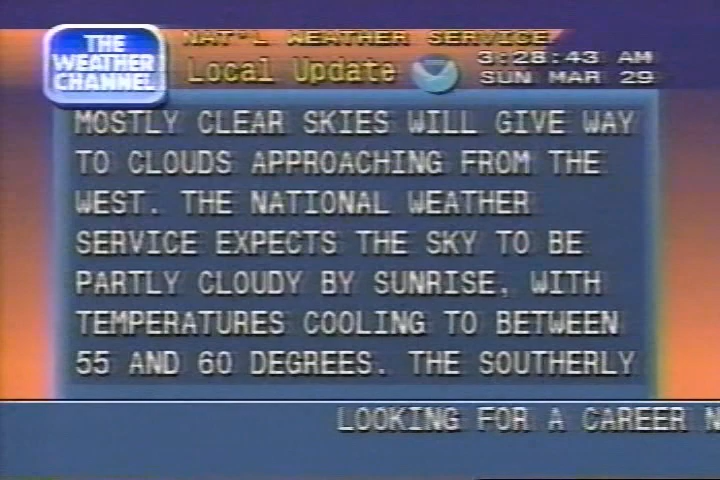 THE
WEATHER
CHANNEL
NAT'L WEATHER SERVICE
Local Update
3:28:43 AM
SUN MAR 29
MOSTLY CLEAR SKIES WILL GIVE WAY
TO CLOUDS APPROACHING FROM THE
WEST. THE NATIONAL WEATHER
SERVICE EXPECTS THE SKY TO BE
PARTLY CLOUDY BY SUNRISE, WITH
TEMPERATURES COOLING TO BETWEEN
55 AND 60 DEGREES. THE SOUTHERLY
LOOKING FOR A CAREER N